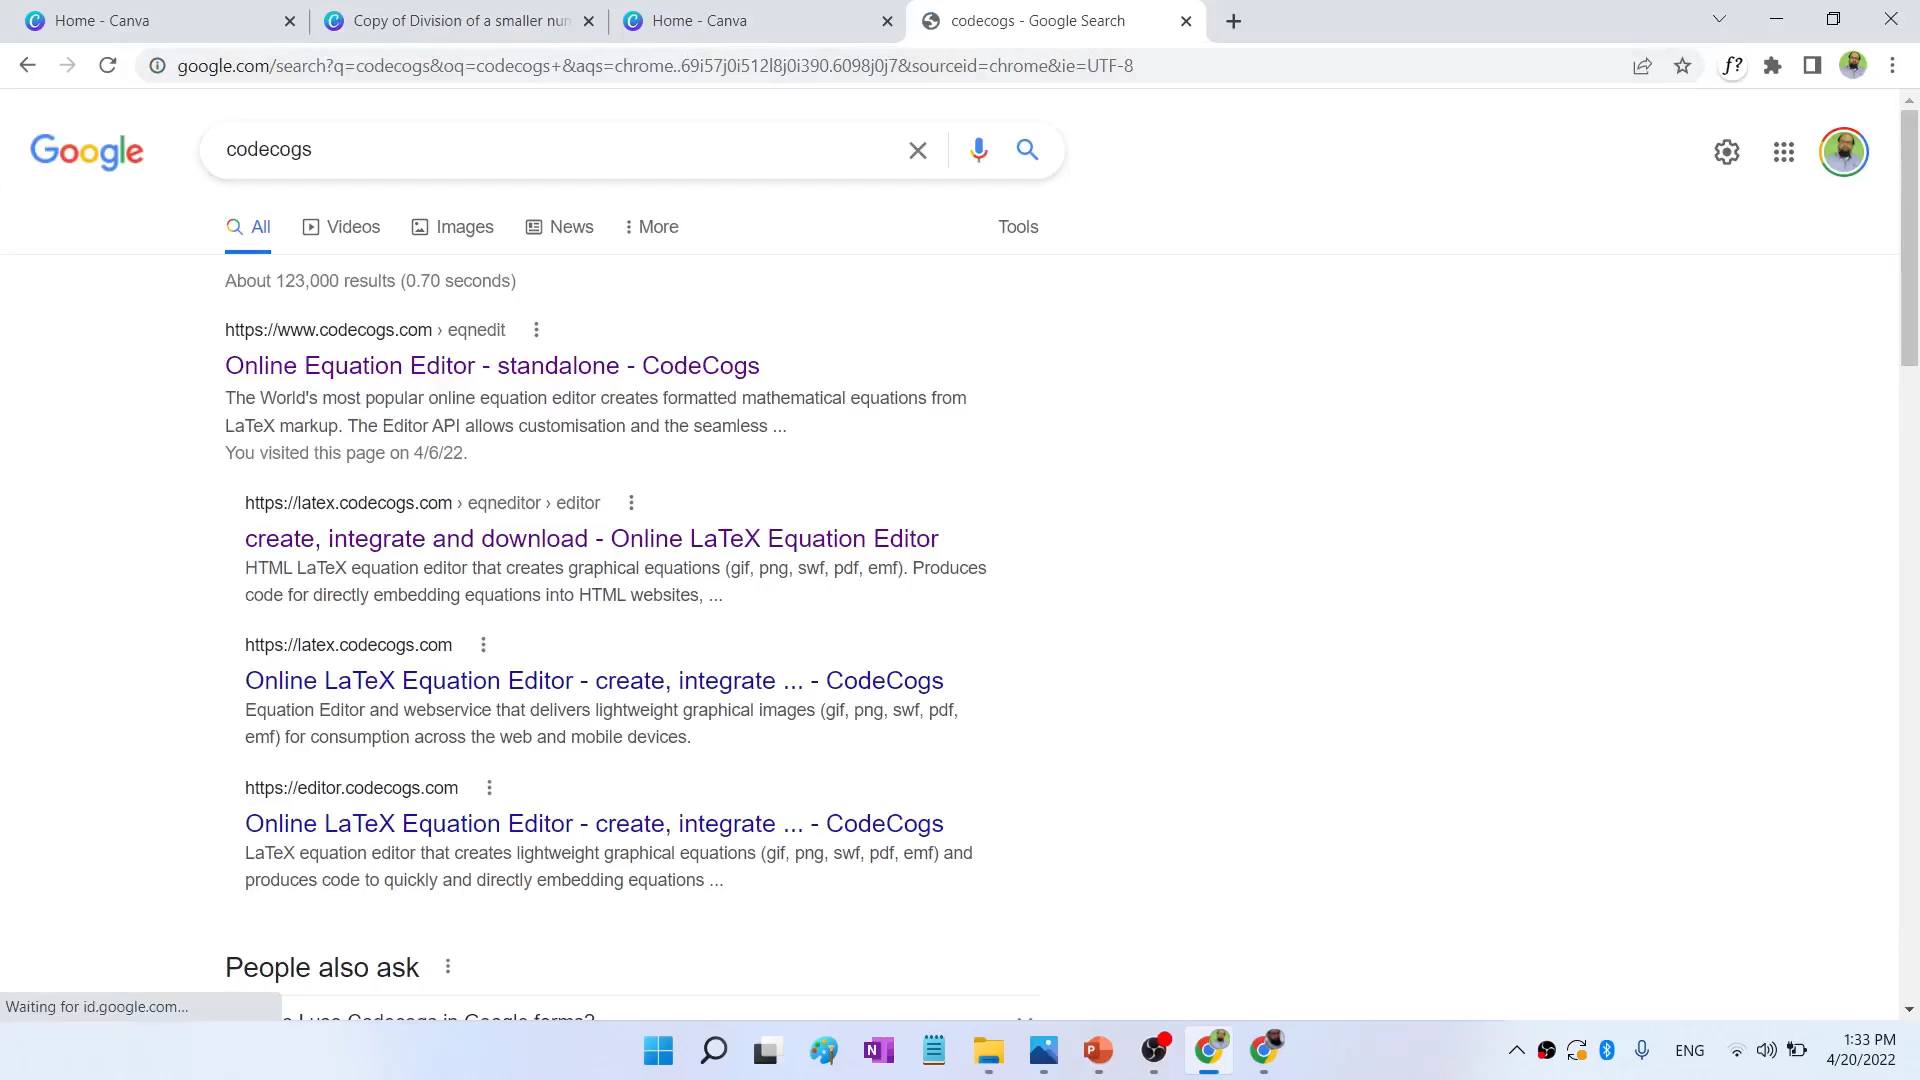 Home - Canva
Copy of Division of a smaller nun
Home - Canva
codecogs - Google Search
google.com/search?q=codecogs&oq=codecogs+&aqs=chrome..69i57j0i512l8j0i390.6098j0j7&sourceid=chrome&ie=UTF-8
f?
Google
codecogs
All
Videos
Images
News
More
Tools
About 123,000 results (0.70 seconds)
https://www.codecogs.com › eqnedit
Online Equation Editor - standalone - CodeCogs
The World's most popular online equation editor creates formatted mathematical equations from
LaTeX markup. The Editor API allows customisation and the seamless ...
You visited this page on 4/6/22.
https://latex.codecogs.com › eqneditor › editor
create, integrate and download - Online LaTeX Equation Editor
HTML LaTeX equation editor that creates graphical equations (gif, png, swf, pdf, emf). Produces
code for directly embedding equations into HTML websites, ...
https://latex.codecogs.com
Online LaTeX Equation Editor - create, integrate ... - CodeCogs
Equation Editor and webservice that delivers lightweight graphical images (gif, png, swf, pdf,
emf) for consumption across the web and mobile devices.
https://editor.codecogs.com
Online LaTeX Equation Editor - create, integrate ... - CodeCogs
LaTeX equation editor that creates lightweight graphical equations (gif, png, swf, pdf, emf) and
produces code to quickly and directly embedding equations ...
People also ask
Waiting for id.google.com...
I use Codecogs in Google forms?
ENG
1:33 PM
4/20/2022